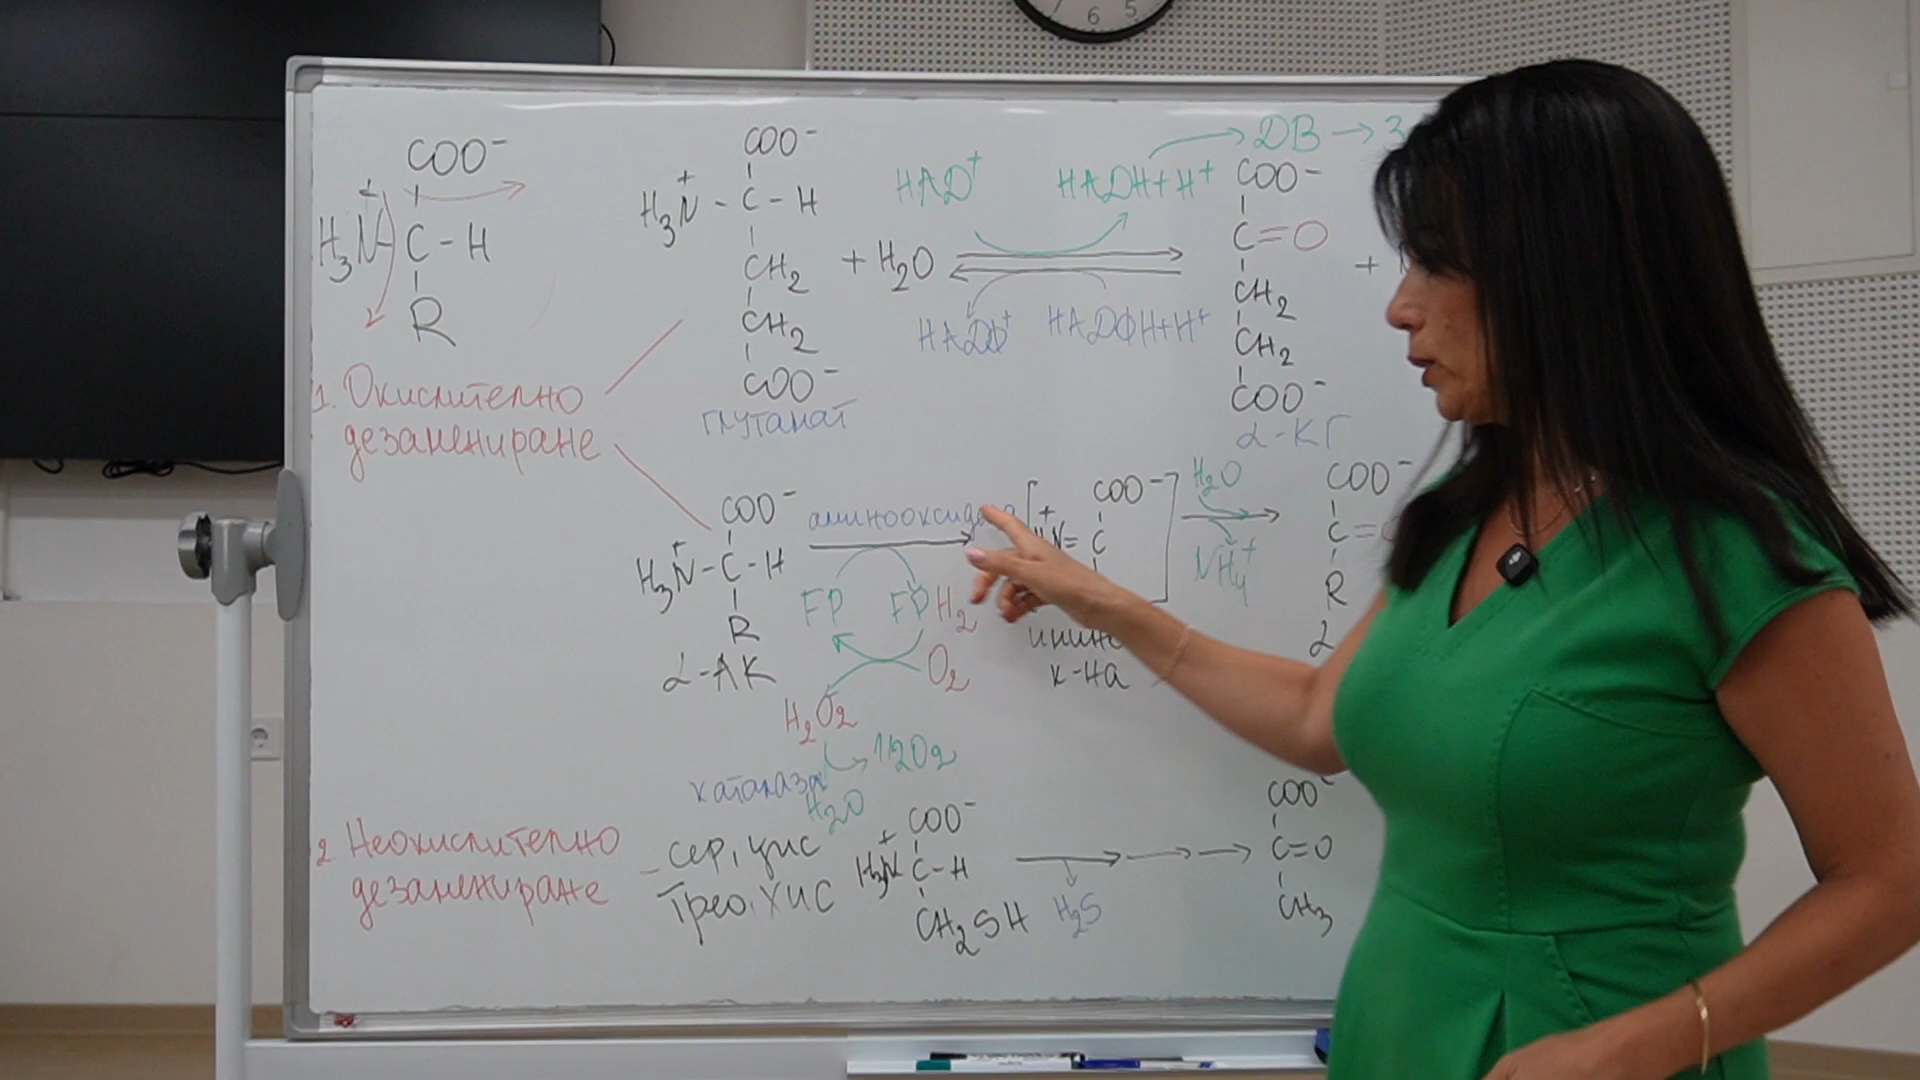 COO⁻
H₃N⁺-C-H
R
1. Окислително
дезаминиране
COO⁻
H₃N⁺-C-H
CH₂
CH₂
COO⁻
глутамат
+ H₂O
НАД⁺
НАДН+Н⁺
ДВ → 3
НАДФ⁺
НАДФН+Н⁺
COO⁻
C=O
CH₂
CH₂
COO⁻
α-КГ
+
COO⁻
H₃N⁺-C-H
R
α-АК
аминооксидаза
FP
FPH₂
O₂
H₂O₂
1/2O₂
каталаза
H₂O
COO⁻
N=C
имино
к-на
H₂O
NH₄⁺
COO⁻
C=
R
α
2. Неокислително
дезаминиране
- Сер, Цис
Трео, Хис
COO⁻
H₃N⁺-C-H
CH₂SH
H₂S
COO⁻
C=O
CH₃
6 5